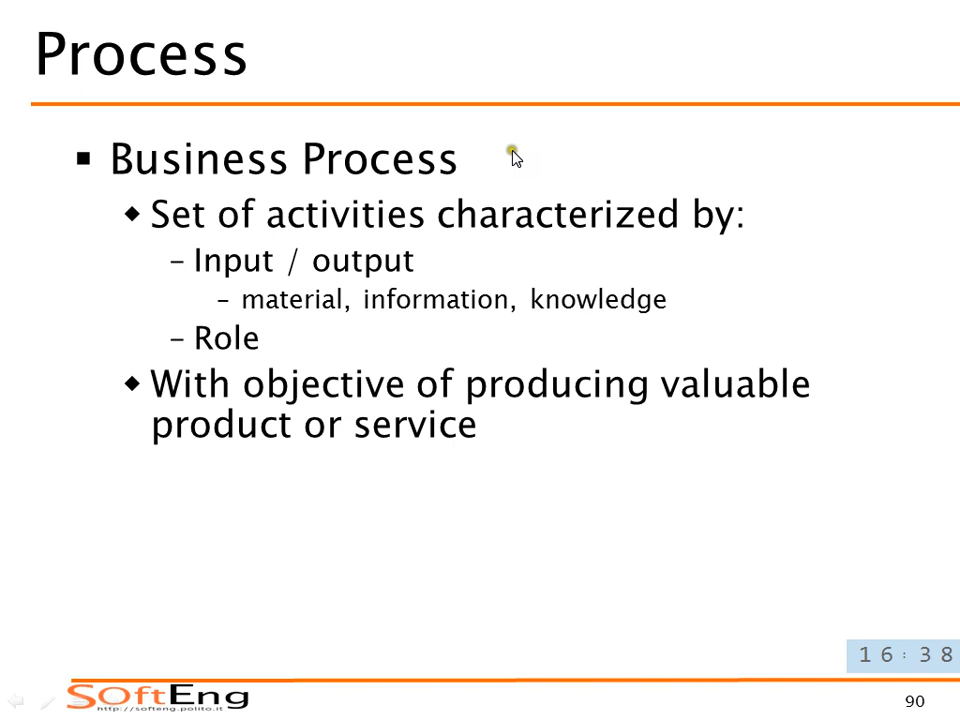 Process
▪ Business Process
◆ Set of activities characterized by:
– Input / output
– material, information, knowledge
– Role
◆ With objective of producing valuable
product or service
16:38
SoftEng
http://softeng.polito.it
90